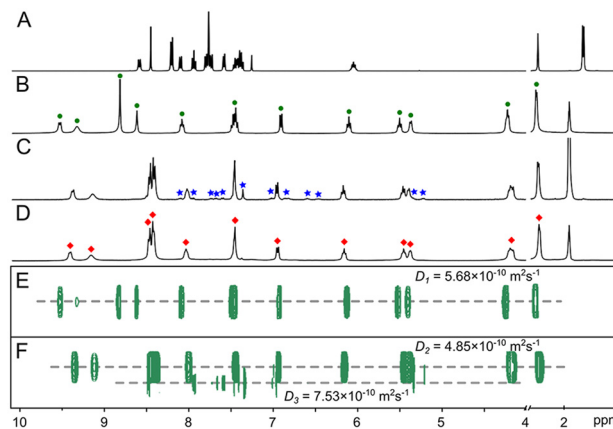 A
B
C
D
E
D₁ = 5.68×10⁻¹⁰ m²s⁻¹
F
D₂ = 4.85×10⁻¹⁰ m²s⁻¹
D₃ = 7.53×10⁻¹⁰ m²s⁻¹
10 9 8 7 6 5 4 2 ppm